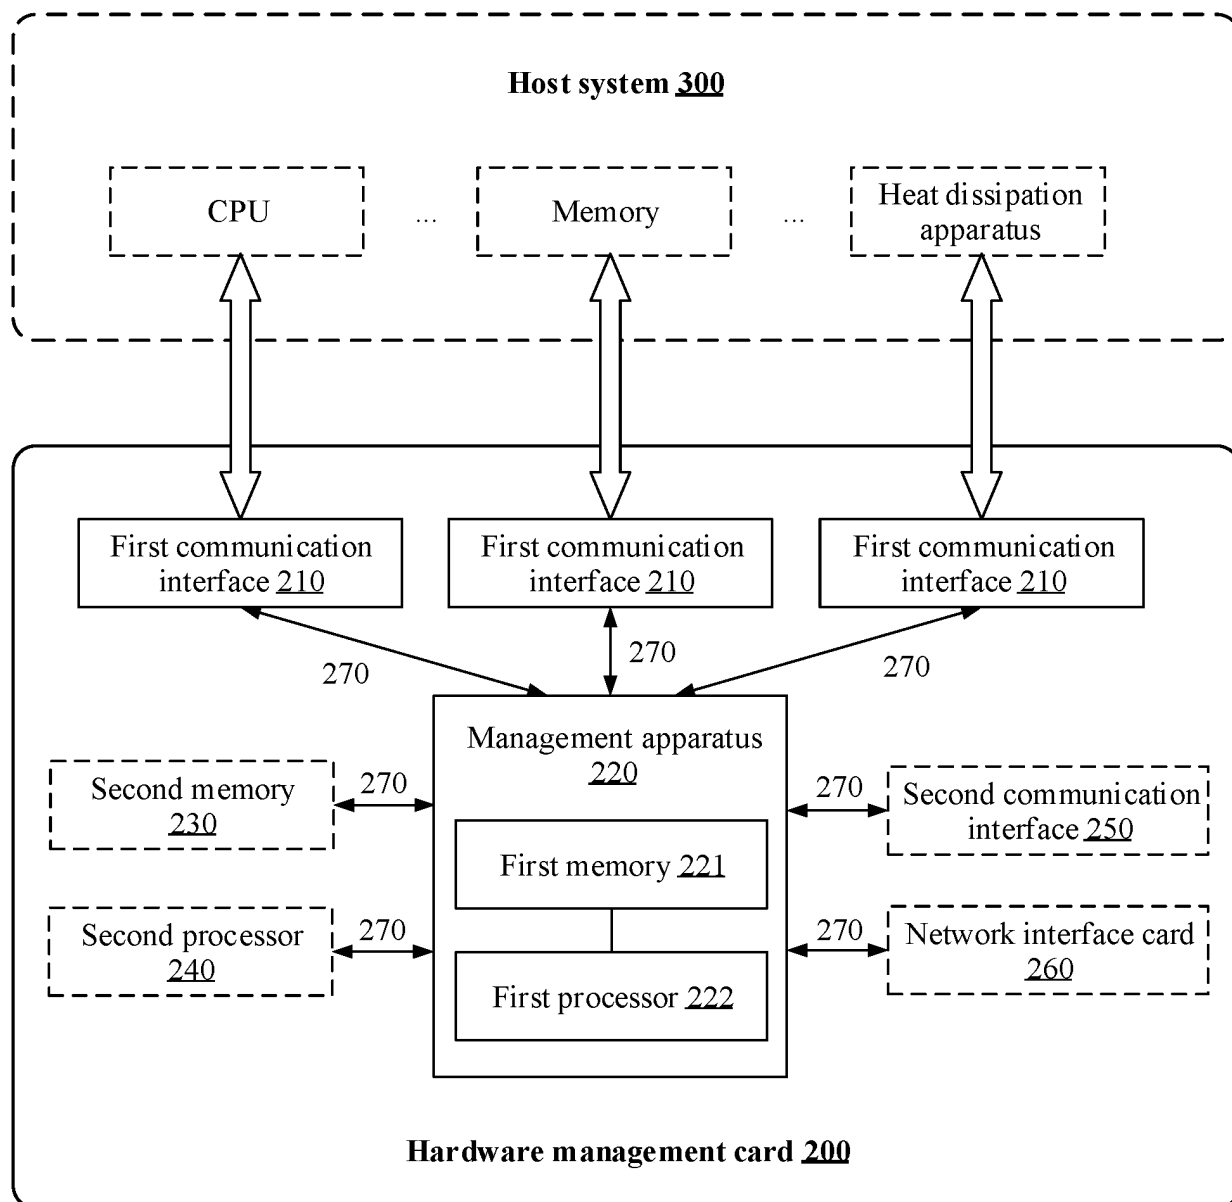 Host system 300
CPU
...
Memory
...
Heat dissipation
apparatus
First communication
interface 210
First communication
interface 210
First communication
interface 210
270
270
270
Management apparatus
220
Second memory
230
270
270
Second communication
interface 250
First memory 221
Second processor
240
270
270
Network interface card
260
First processor 222
Hardware management card 200